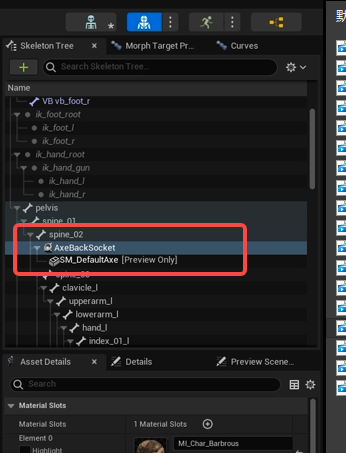 Skeleton Tree
Morph Target Pr...
Curves
Search Skeleton Tree...
Name
VB vb_foot_r
ik_foot_root
ik_foot_l
ik_foot_r
ik_hand_root
ik_hand_gun
ik_hand_l
ik_hand_r
pelvis
spine_01
spine_02
AxeBackSocket
SM_DefaultAxe [Preview Only]
spine_03
clavicle_l
upperarm_l
lowerarm_l
hand_l
index_01_l
Asset Details
Details
Preview Scene...
Search
Material Slots
Material Slots
1 Material Slots
Element 0
Highlight
MI_Char_Barbrous